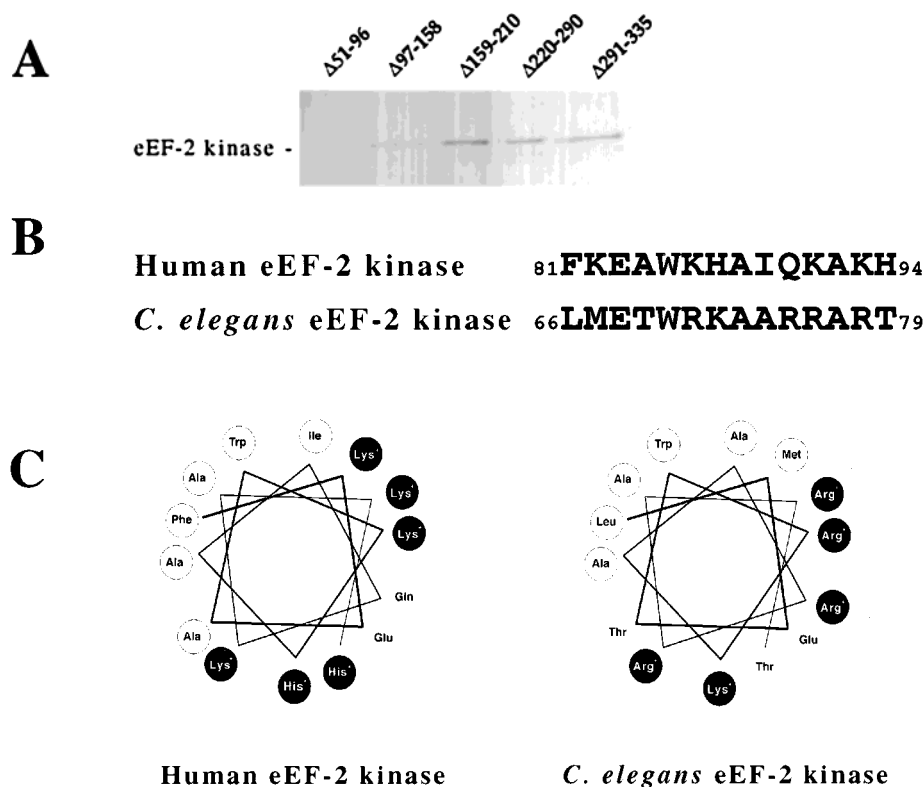 A
Δ51-96
Δ97-158
Δ159-210
Δ220-290
Δ291-335
eEF-2 kinase -
B
Human eEF-2 kinase 81FKEAWKHAIQKAKH94
C. elegans eEF-2 kinase 66LMETWRKAARRART79
C
Trp
Ile
Lys+
Ala
Lys+
Phe
Lys+
Ala
Gln
Ala
Glu
Lys+
His+
His+
Trp
Ala
Met
Ala
Arg+
Leu
Arg+
Ala
Arg+
Thr
Glu
Arg+
Thr
Lys+
Human eEF-2 kinase
C. elegans eEF-2 kinase